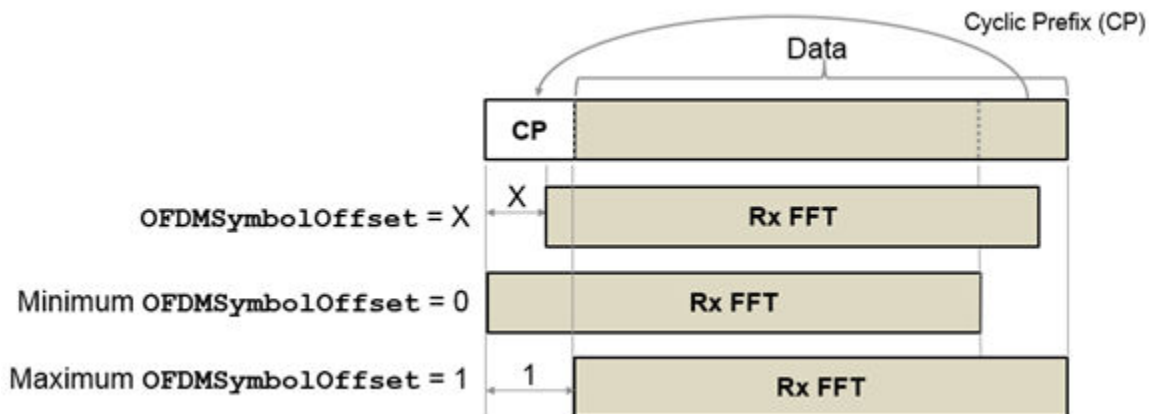 Cyclic Prefix (CP)
Data
CP
X
OFDMSymbolOffset = X
Rx FFT
Minimum OFDMSymbolOffset = 0
Rx FFT
Maximum OFDMSymbolOffset = 1
1
Rx FFT